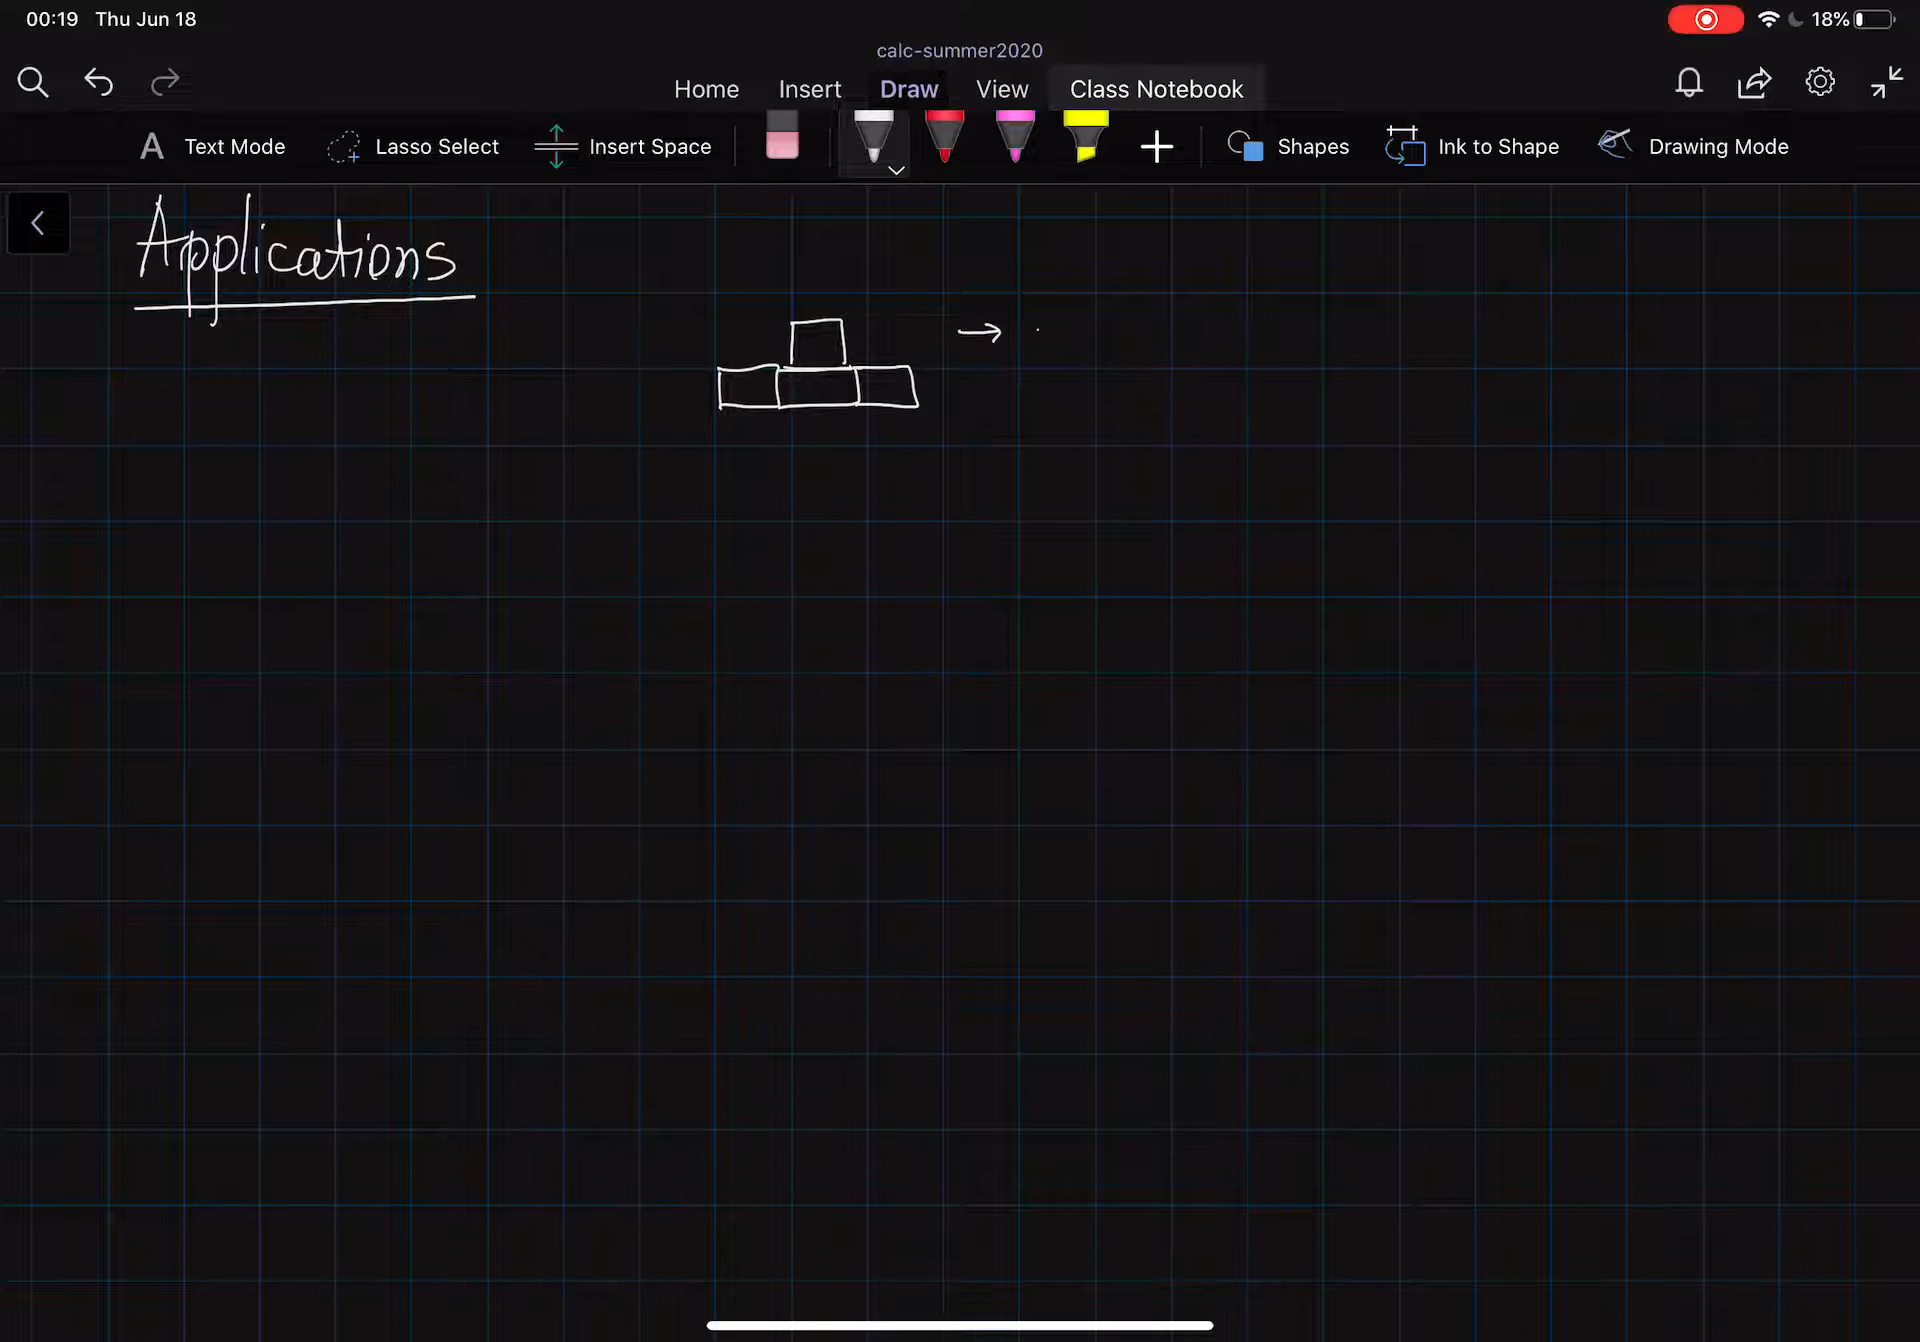 00:19 Thu Jun 18 18%
calc-summer2020
Home Insert Draw View Class Notebook
A Text Mode Lasso Select Insert Space Shapes Ink to Shape Drawing Mode
Applications